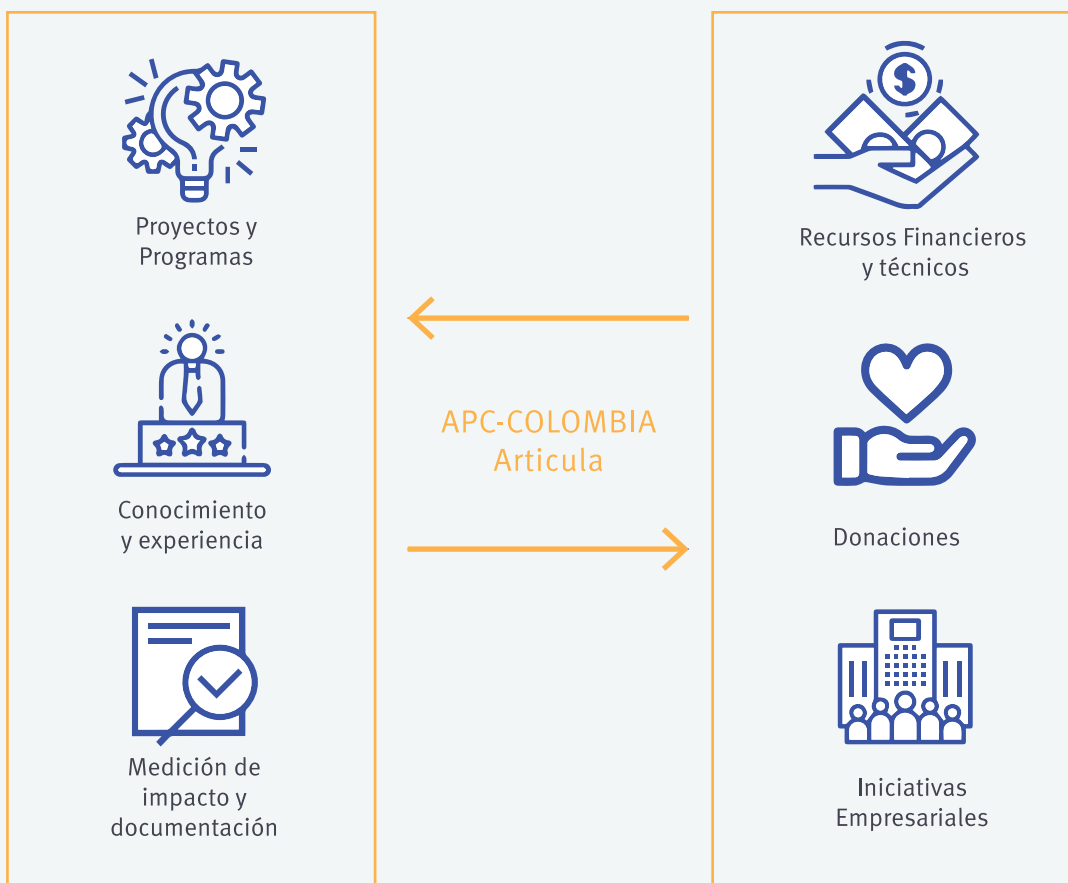 Proyectos y
Programas
Conocimiento
y experiencia
Medición de
impacto y
documentación
APC-COLOMBIA
Articula
$
Recursos Financieros
y técnicos
Donaciones
Iniciativas
Empresariales